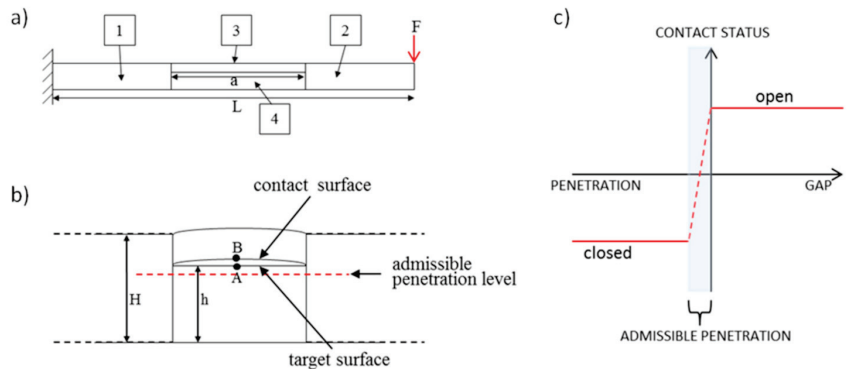 a)
1
3
2
F
a
4
L
b)
contact surface
B
A
admissible
penetration level
H
h
target surface
c)
CONTACT STATUS
open
PENETRATION
GAP
closed
ADMISSIBLE PENETRATION